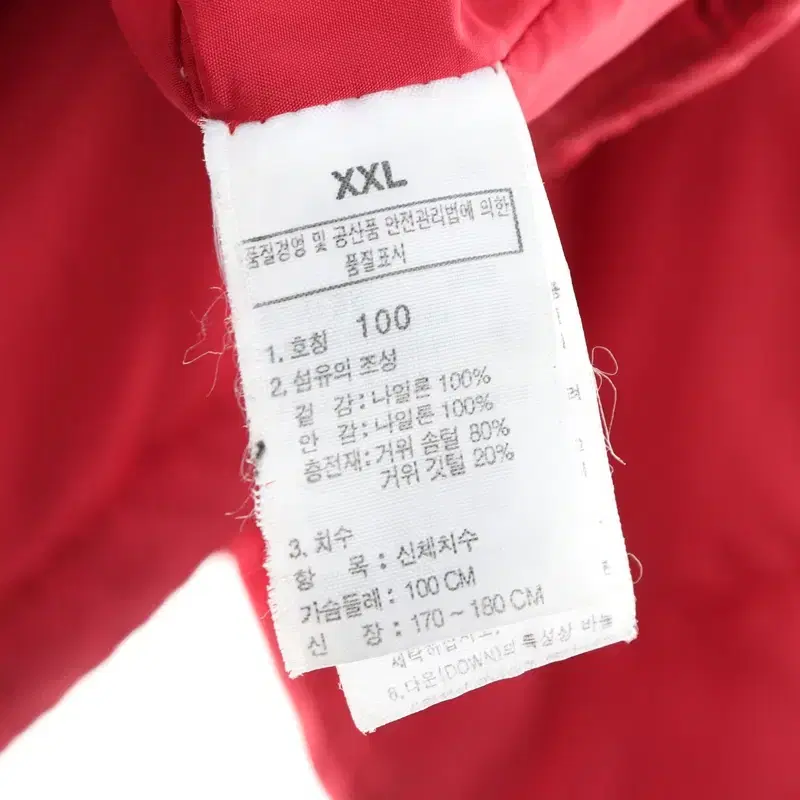 XXL
품질경영 및 공산품 안전관리법에 의한
품질표시
1. 호칭 100
2. 섬유의 조성
겉 감 : 나일론 100%
안 감 : 나일론 100%
충전재 : 거위 솜털 80%
거위 깃털 20%
3. 치수
항 목 : 신체치수
가슴둘레 : 100 CM
신 장 : 170 ~ 180 CM
6. 다운(DOWN)의 특성상 바늘